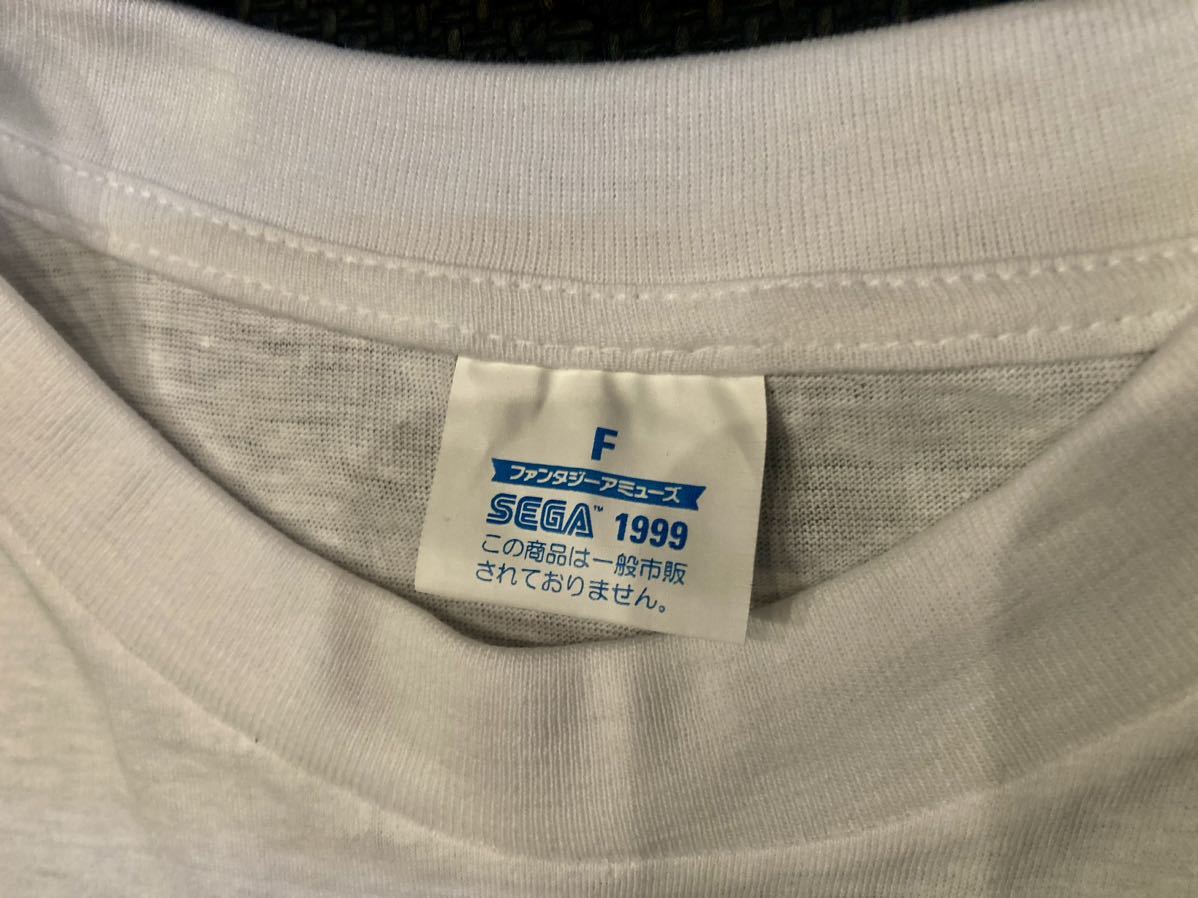 F
ファンタジーアミューズ
SEGA™ 1999
この商品は一般市販
されておりません。